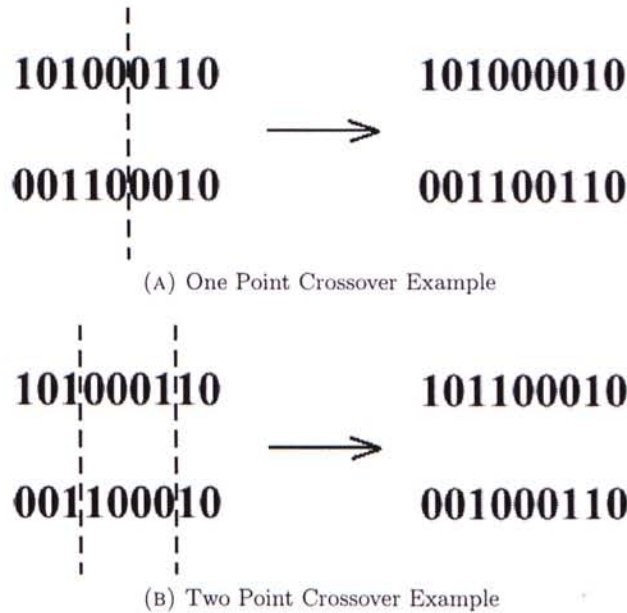 101000110 101000010
001100010 001100110
(A) One Point Crossover Example
101000110 101100010
001100010 001000110
(B) Two Point Crossover Example